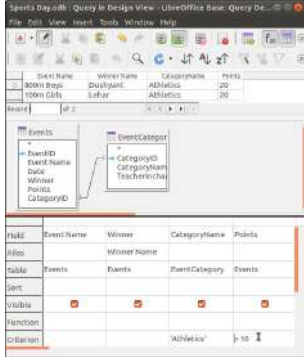 Sports Day.odb : Query in Design View - LibreOffice Base: Query De...
File Edit View Insert Tools Window Help
Event Name Winner Name CategoryName Points
800m Boys Dushyant Athletics 20
100m Girls Lehar Athletics 20
Record of 2
Events
EventID
Event Name
Date
Winner
Points
CategoryID
EventCategor
CategoryID
CategoryNam
TeacherInchar
Field Event Name Winner CategoryName Points
Alias Winner Name
Table Events Events EventCategory Events
Sort
Visible
Function
Criterion 'Athletics' > 10